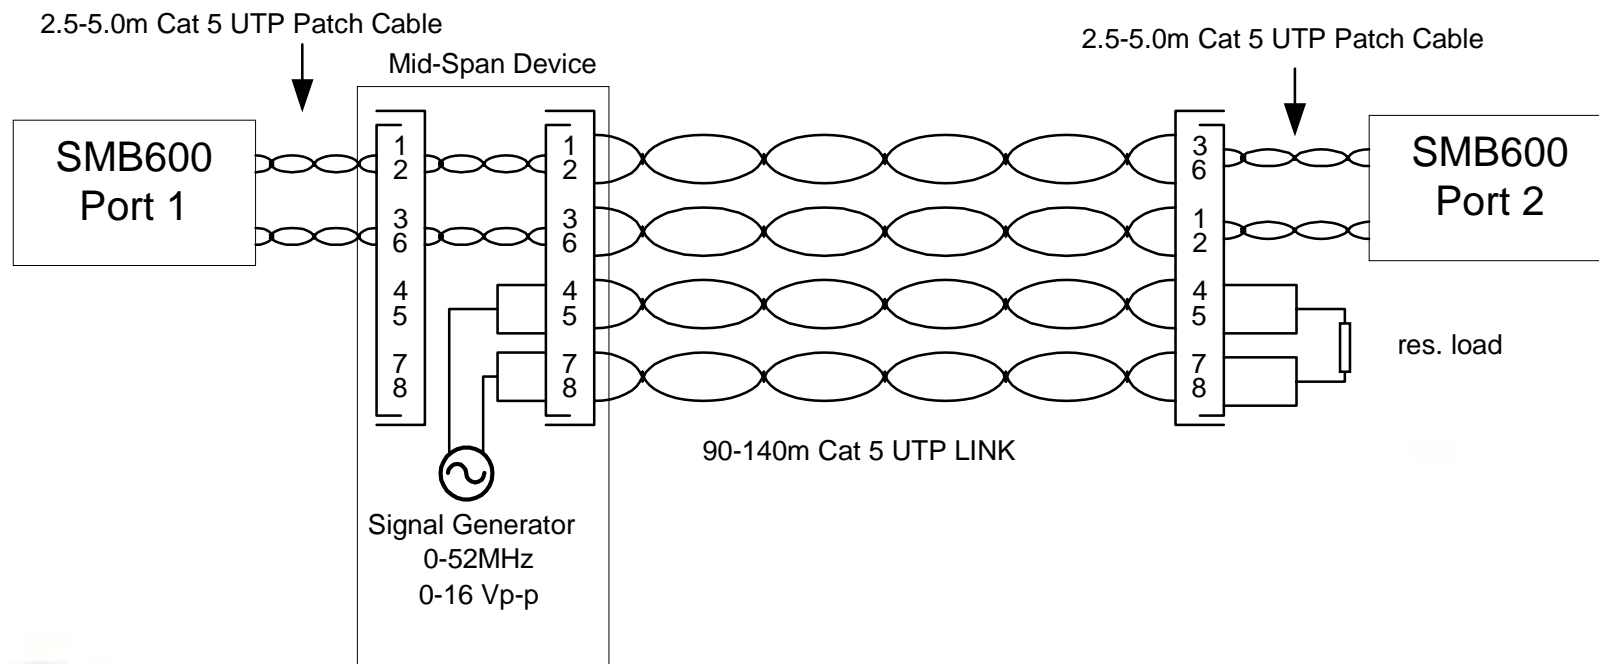 2.5-5.0m Cat 5 UTP Patch Cable
2.5-5.0m Cat 5 UTP Patch Cable
Mid-Span Device
SMB600
Port 1
1
2
3
6
4
5
7
8
1
2
3
6
4
5
7
8
3
6
1
2
4
5
7
8
SMB600
Port 2
res. load
90-140m Cat 5 UTP LINK
Signal Generator
0-52MHz
0-16 Vp-p